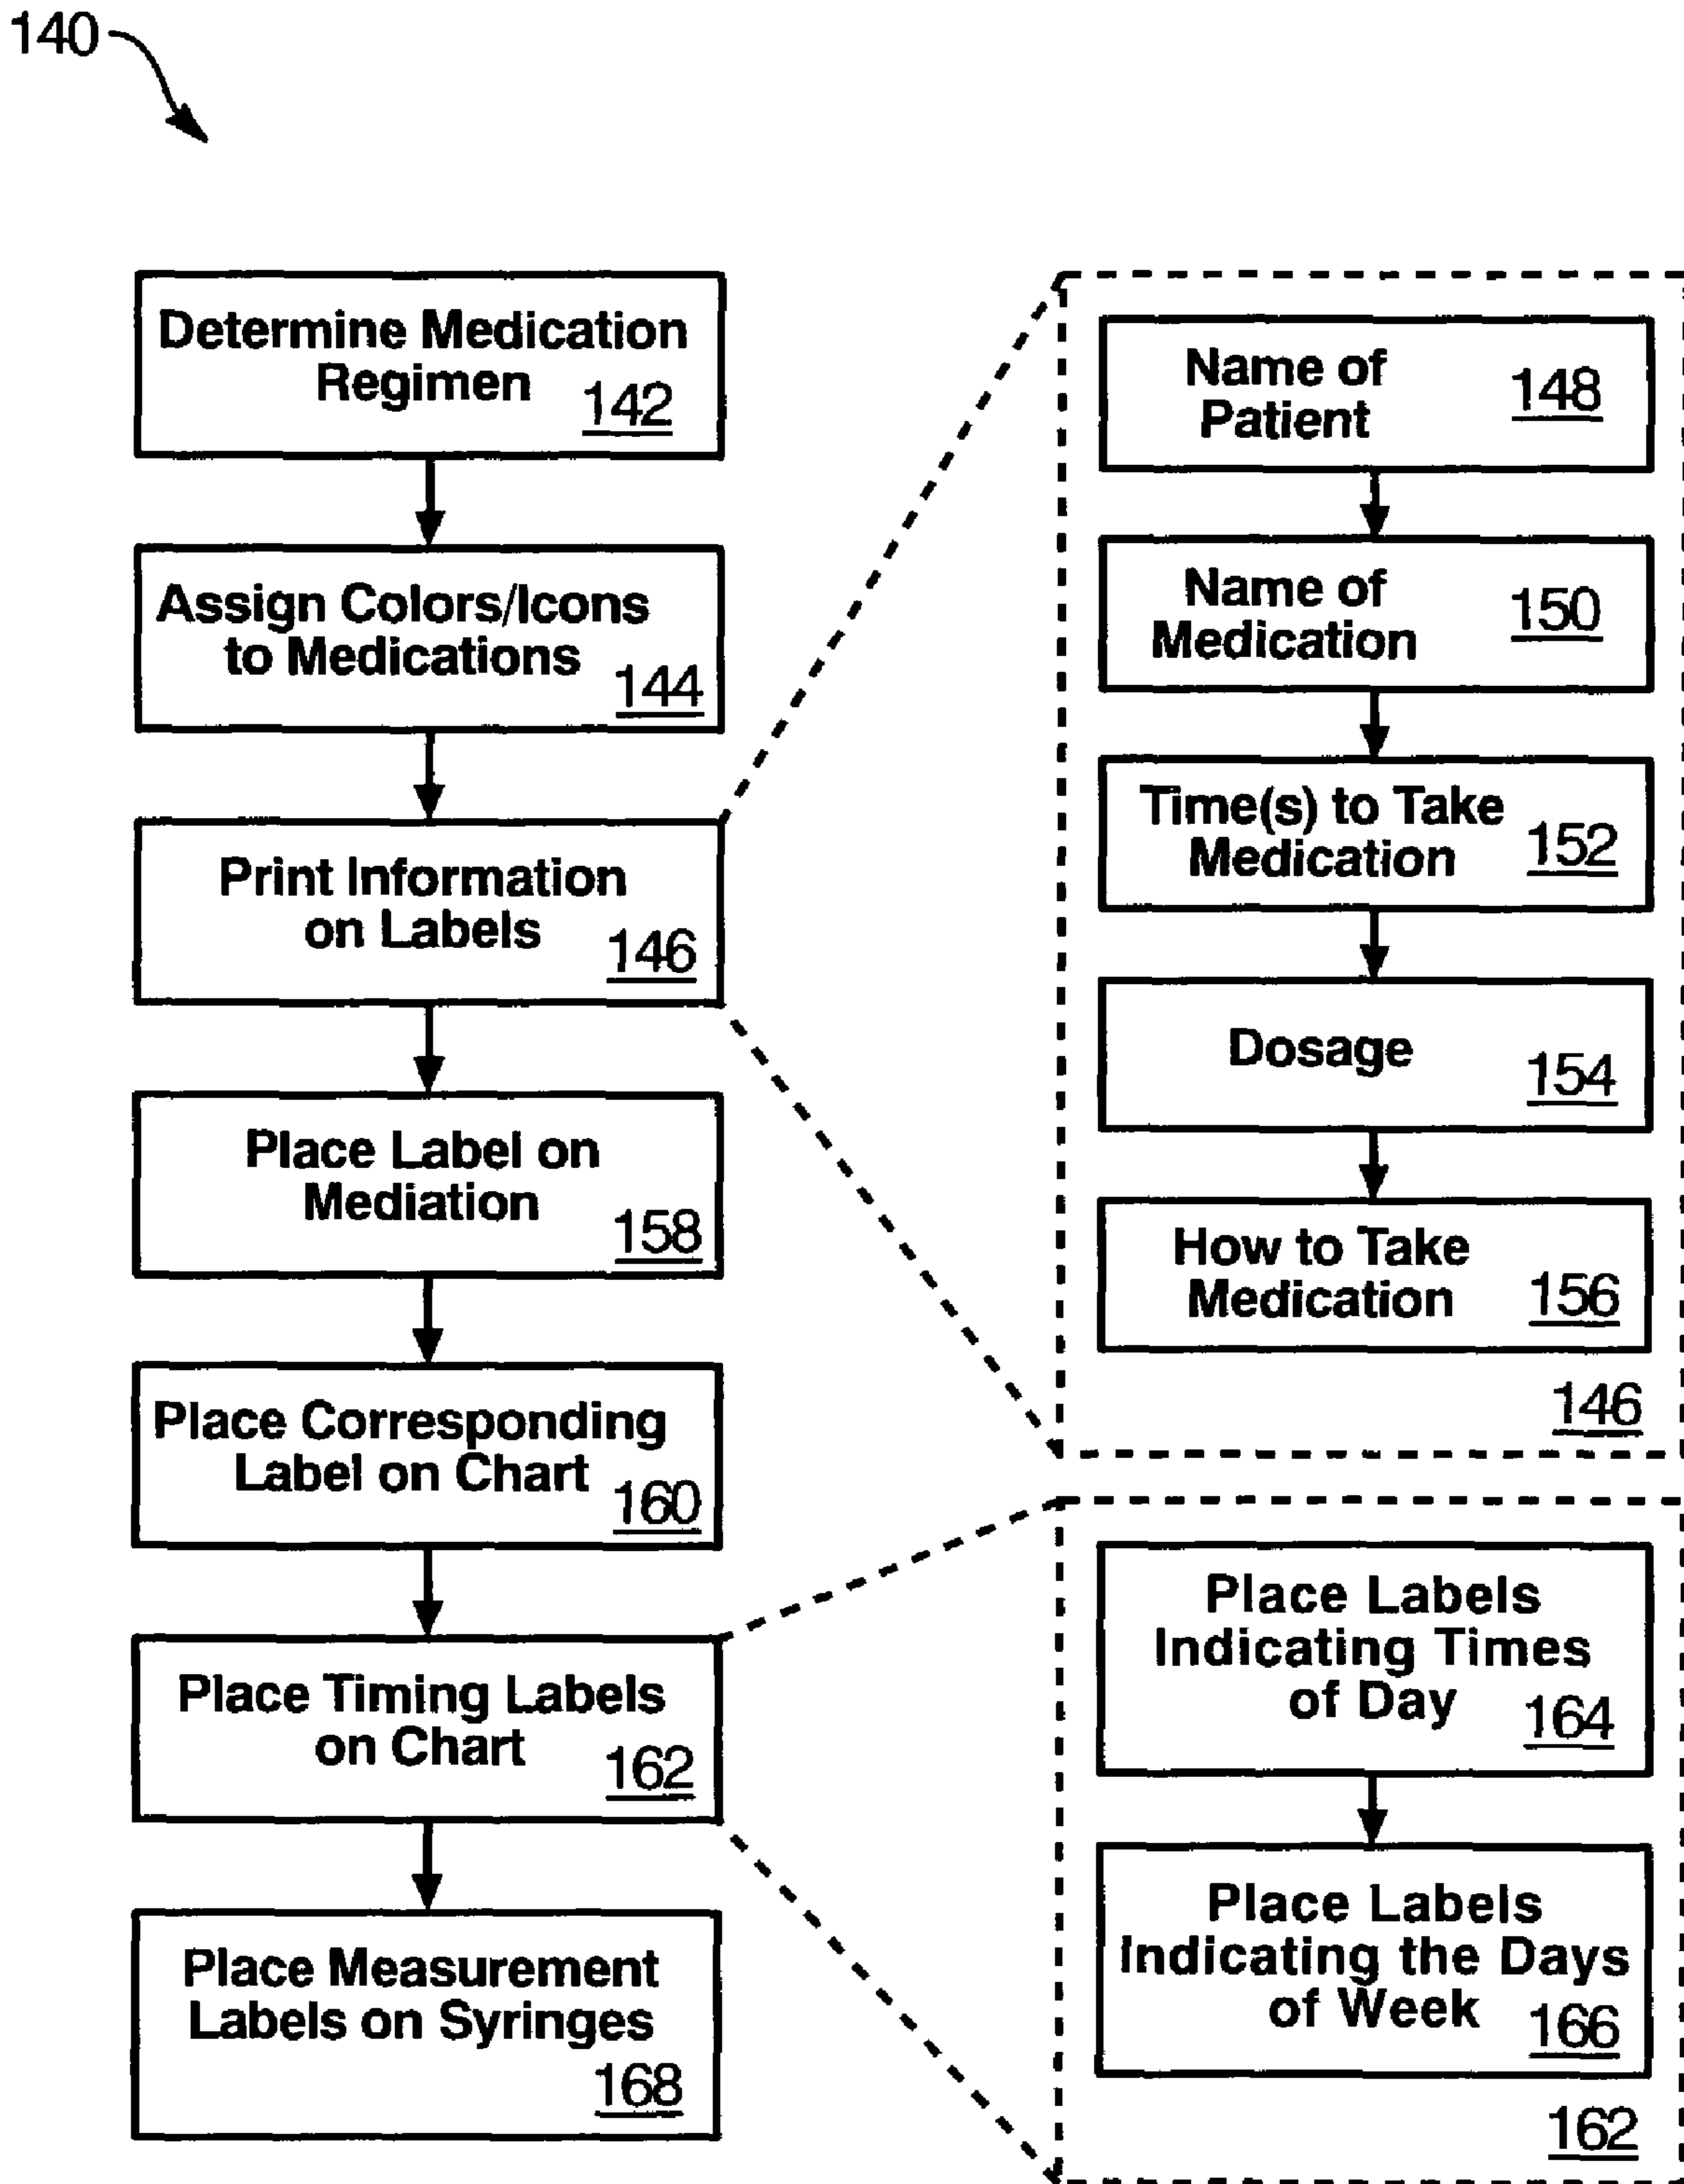 140
Determine Medication
Regimen 142
Assign Colors/Icons
to Medications
144
Print Information
on Labels
146
Place Label on
Mediation
158
Place Corresponding
Label on Chart
160
Place Timing Labels
on Chart
162
Place Measurement
Labels on Syringes
168
Name of
Patient
148
Name of
Medication
150
Time(s) to Take
Medication
152
Dosage
154
How to Take
Medication
156
146
Place Labels
Indicating Times
of Day
164
Place Labels
Indicating the Days
of Week
166
162